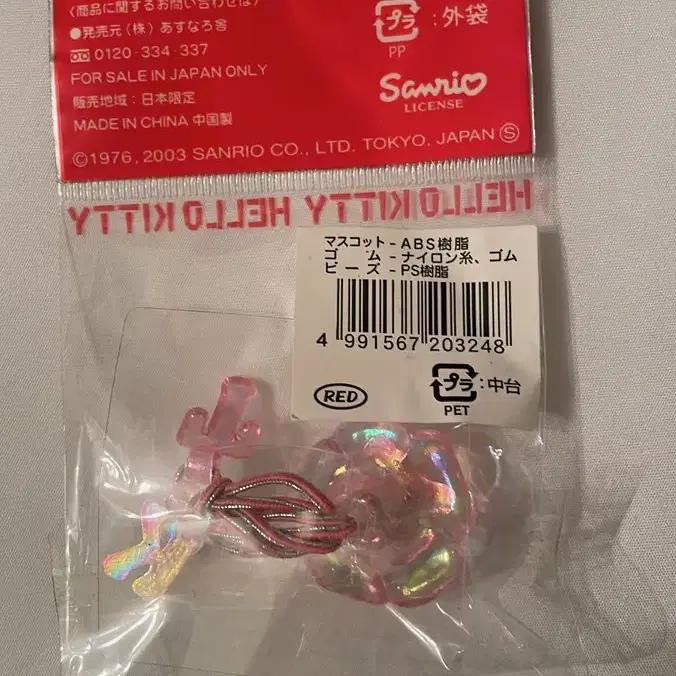 〈商品に関するお問い合わせは〉
●発売元(株)あすなろ舎
0120-334-337
FOR SALE IN JAPAN ONLY
販売地域:日本限定
MADE IN CHINA 中国製
プラ:外袋
PP
Sanrio
LICENSE
©1976, 2003 SANRIO CO., LTD. TOKYO, JAPAN Ⓢ
HELLO KITTY HELLO KITTY HELLO KITTY
マスコット-ABS樹脂
ゴム-ナイロン糸、ゴム
ビーズ-PS樹脂
4 991567 203248
RED
プラ:中台
PET